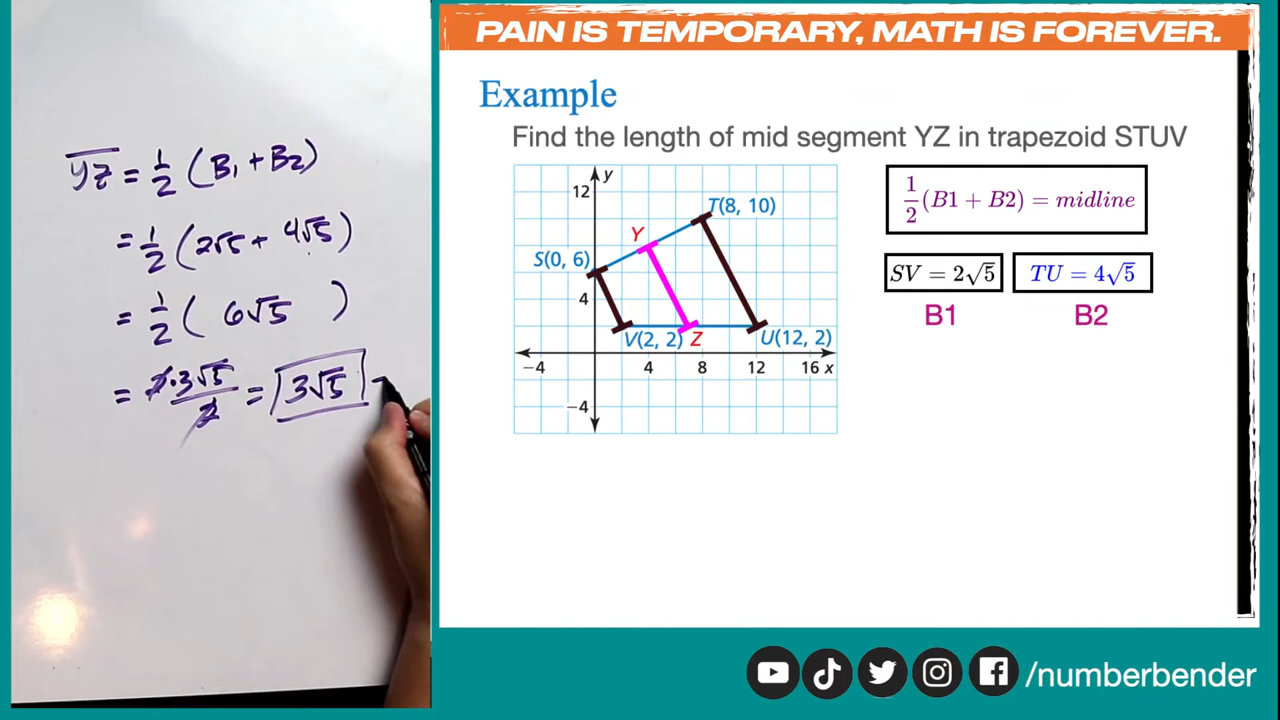 PAIN IS TEMPORARY, MATH IS FOREVER.
Example
Find the length of mid segment YZ in trapezoid STUV
YZ = 1/2 (B1 + B2)
= 1/2 (2√5 + 4√5)
= 1/2 ( 6√5 )
= 2·3√5/2 = 3√5
y
12
T(8, 10)
Y
S(0, 6)
4
V(2, 2)
Z
U(12, 2)
−4
4
8
12
16
x
−4
1/2(B1 + B2) = midline
SV = 2√5
TU = 4√5
B1
B2
/numberbender